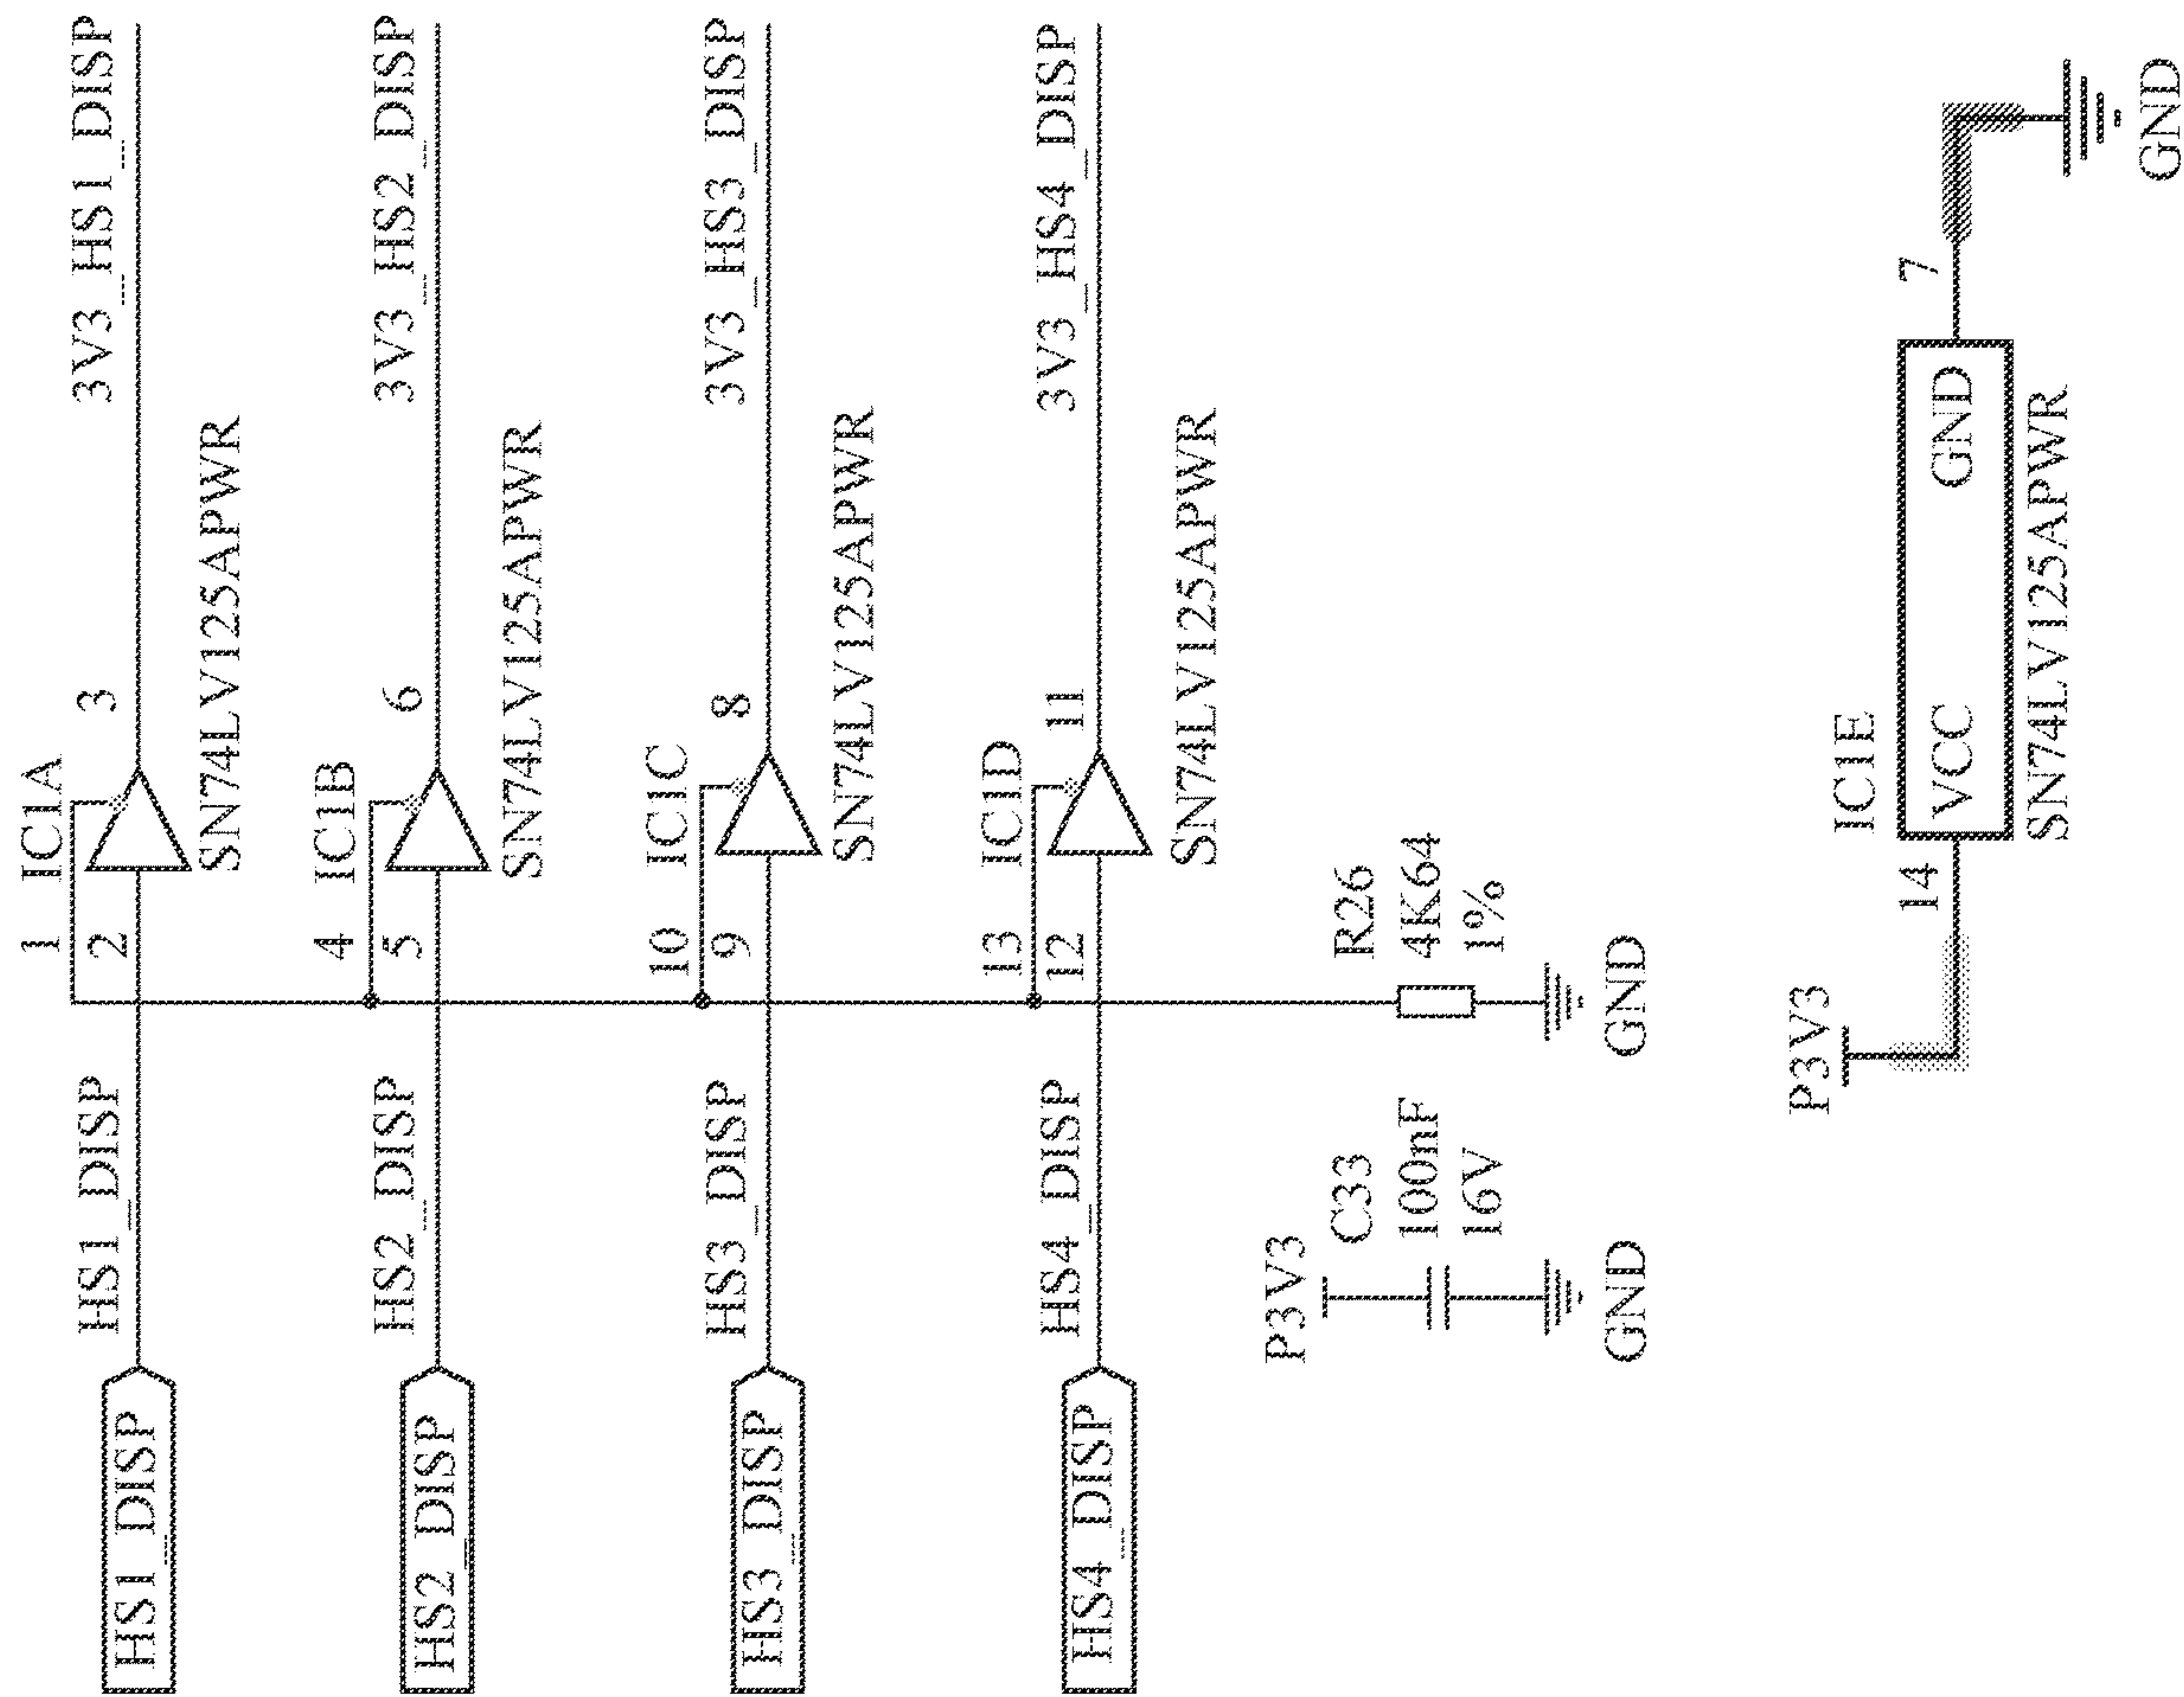 HS1_DISP
HS1_DISP
1
2
IC1A
3
SN74LV125APWR
3V3_HS1_DISP
HS2_DISP
HS2_DISP
4
5
IC1B
6
SN74LV125APWR
3V3_HS2_DISP
HS3_DISP
HS3_DISP
10
9
IC1C
8
SN74LV125APWR
3V3_HS3_DISP
HS4_DISP
HS4_DISP
13
12
IC1D
11
SN74LV125APWR
3V3_HS4_DISP
P3V3
C33
100nF
16V
GND
R26
4K64
1%
GND
P3V3
14
IC1E
VCC
GND
SN74LV125APWR
7
GND